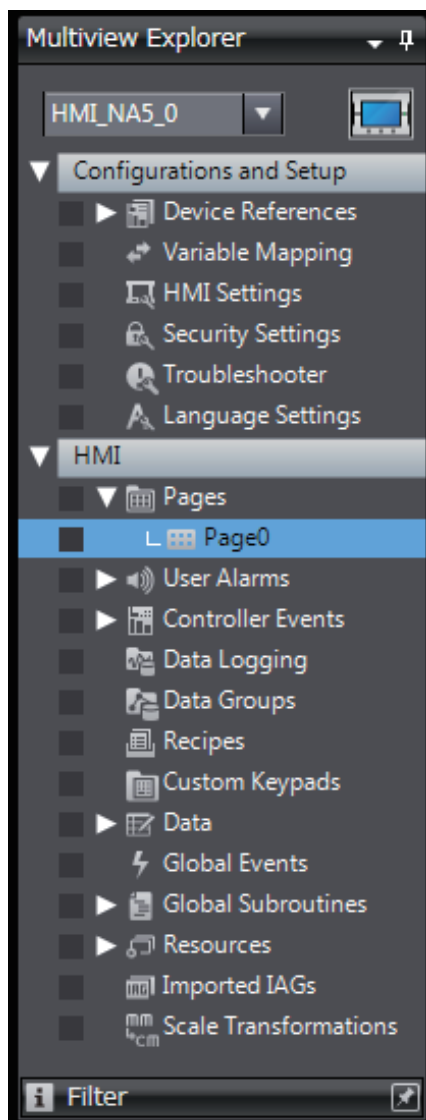 Multiview Explorer
HMI_NA5_0
Configurations and Setup
Device References
Variable Mapping
HMI Settings
Security Settings
Troubleshooter
Language Settings
HMI
Pages
Page0
User Alarms
Controller Events
Data Logging
Data Groups
Recipes
Custom Keypads
Data
Global Events
Global Subroutines
Resources
Imported IAGs
mm
cm Scale Transformations
Filter